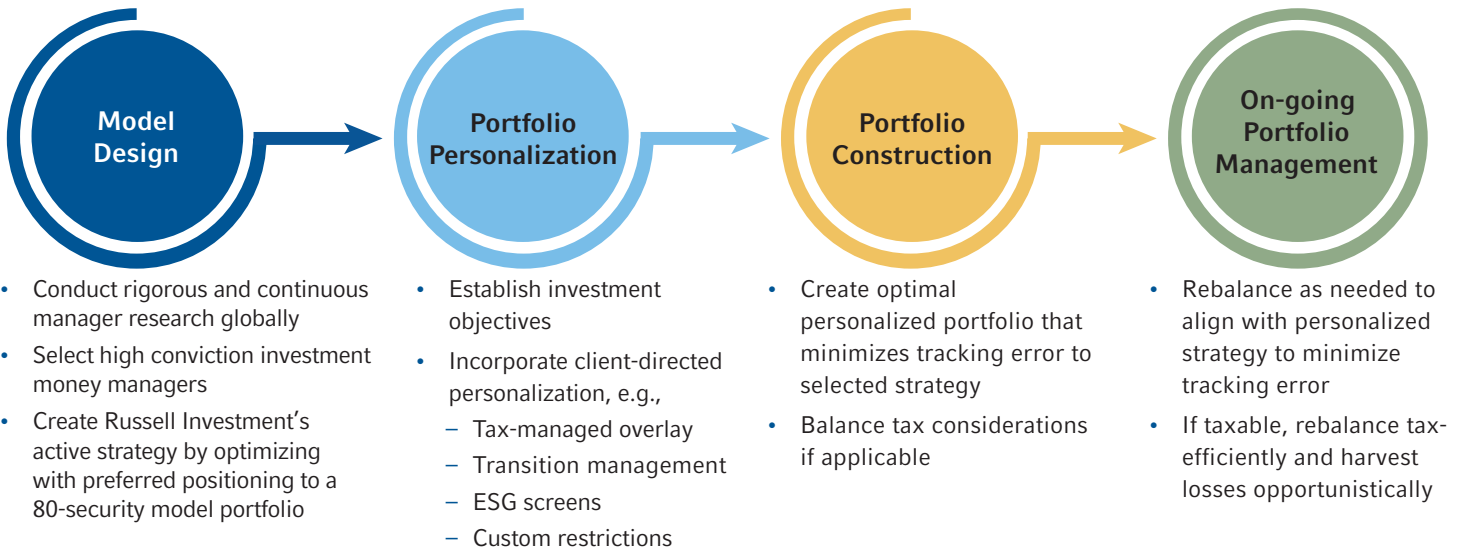 Model
Design
Portfolio
Personalization
Portfolio
Construction
On-going
Portfolio
Management
• Conduct rigorous and continuous
manager research globally
• Select high conviction investment
money managers
• Create Russell Investment’s
active strategy by optimizing
with preferred positioning to a
80-security model portfolio
• Establish investment
objectives
• Incorporate client-directed
personalization, e.g.,
– Tax-managed overlay
– Transition management
– ESG screens
– Custom restrictions
• Create optimal
personalized portfolio that
minimizes tracking error to
selected strategy
• Balance tax considerations
if applicable
• Rebalance as needed to
align with personalized
strategy to minimize
tracking error
• If taxable, rebalance tax-
efficiently and harvest
losses opportunistically